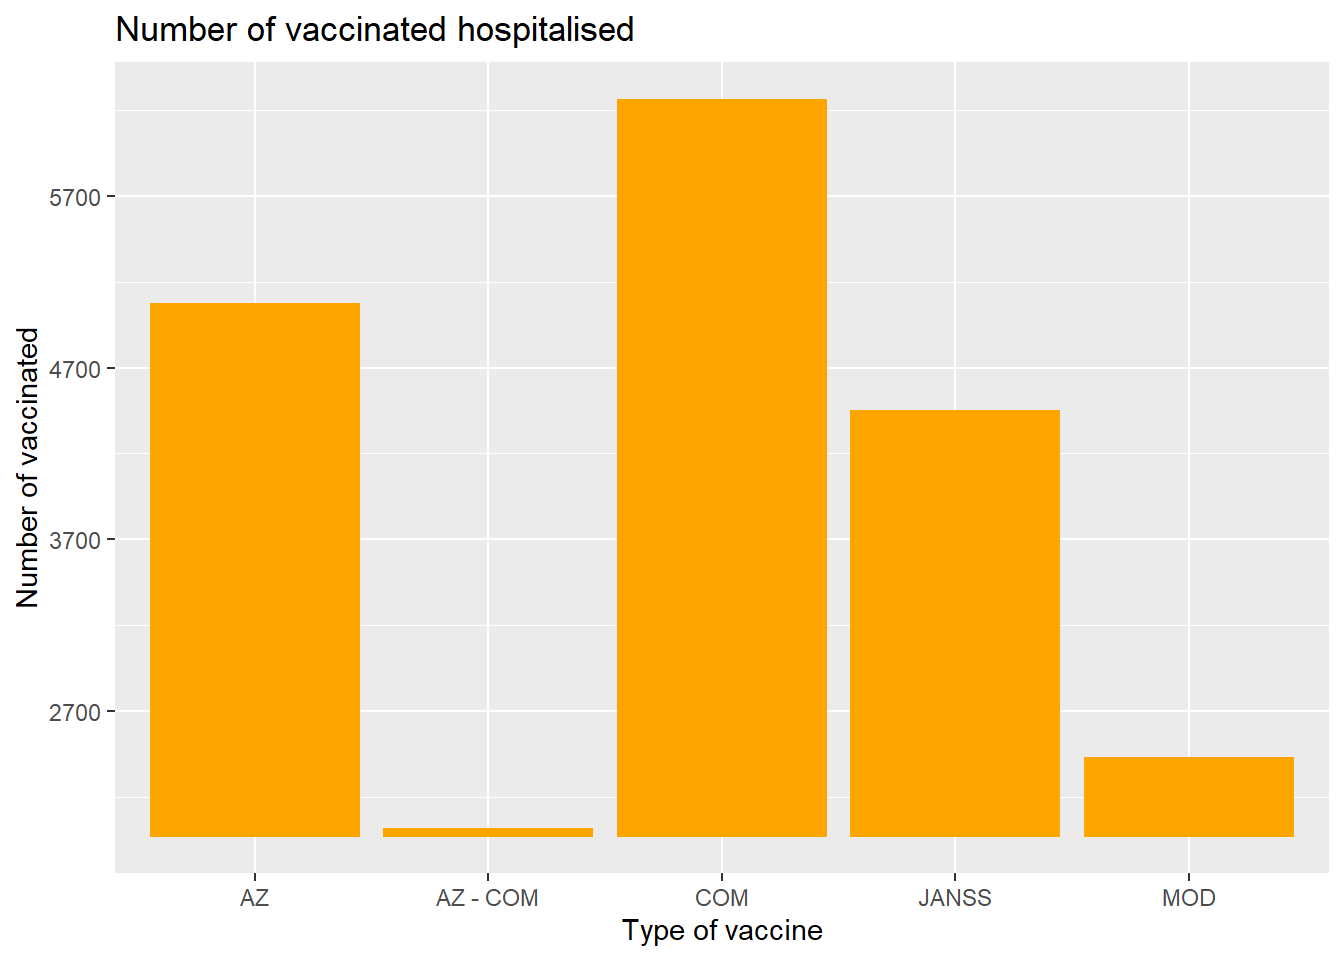 Number of vaccinated hospitalised
Number of vaccinated
5700
4700
3700
2700
AZ
AZ - COM
COM
JANSS
MOD
Type of vaccine